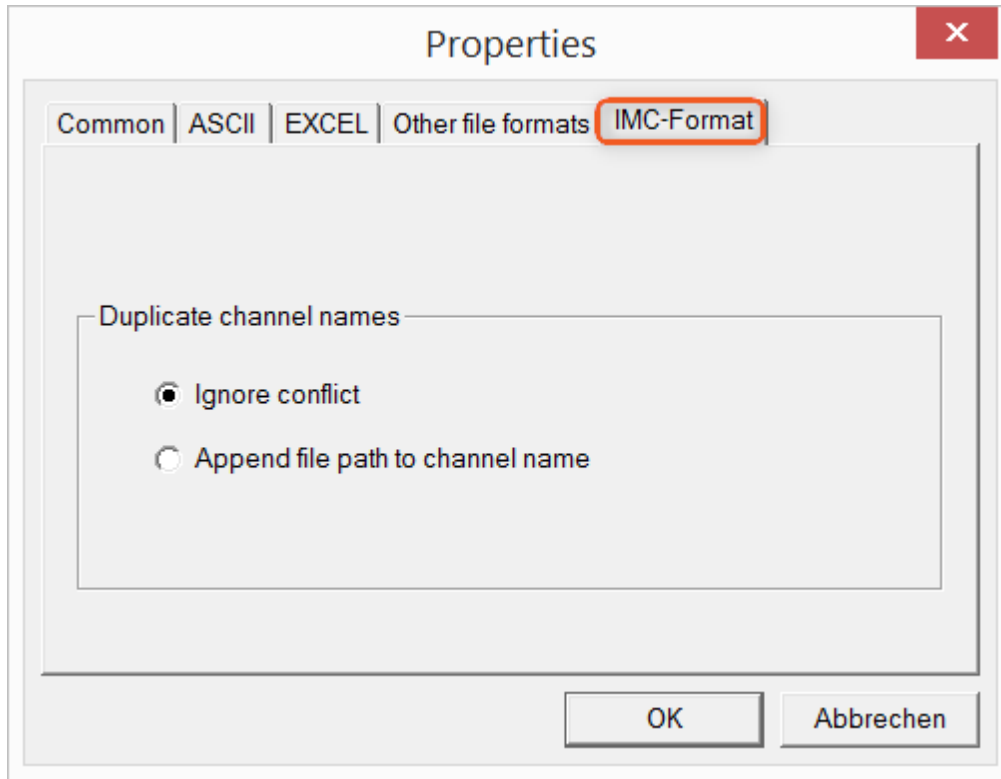 Properties
Common ASCII EXCEL Other file formats IMC-Format
Duplicate channel names
Ignore conflict
Append file path to channel name
OK Abbrechen